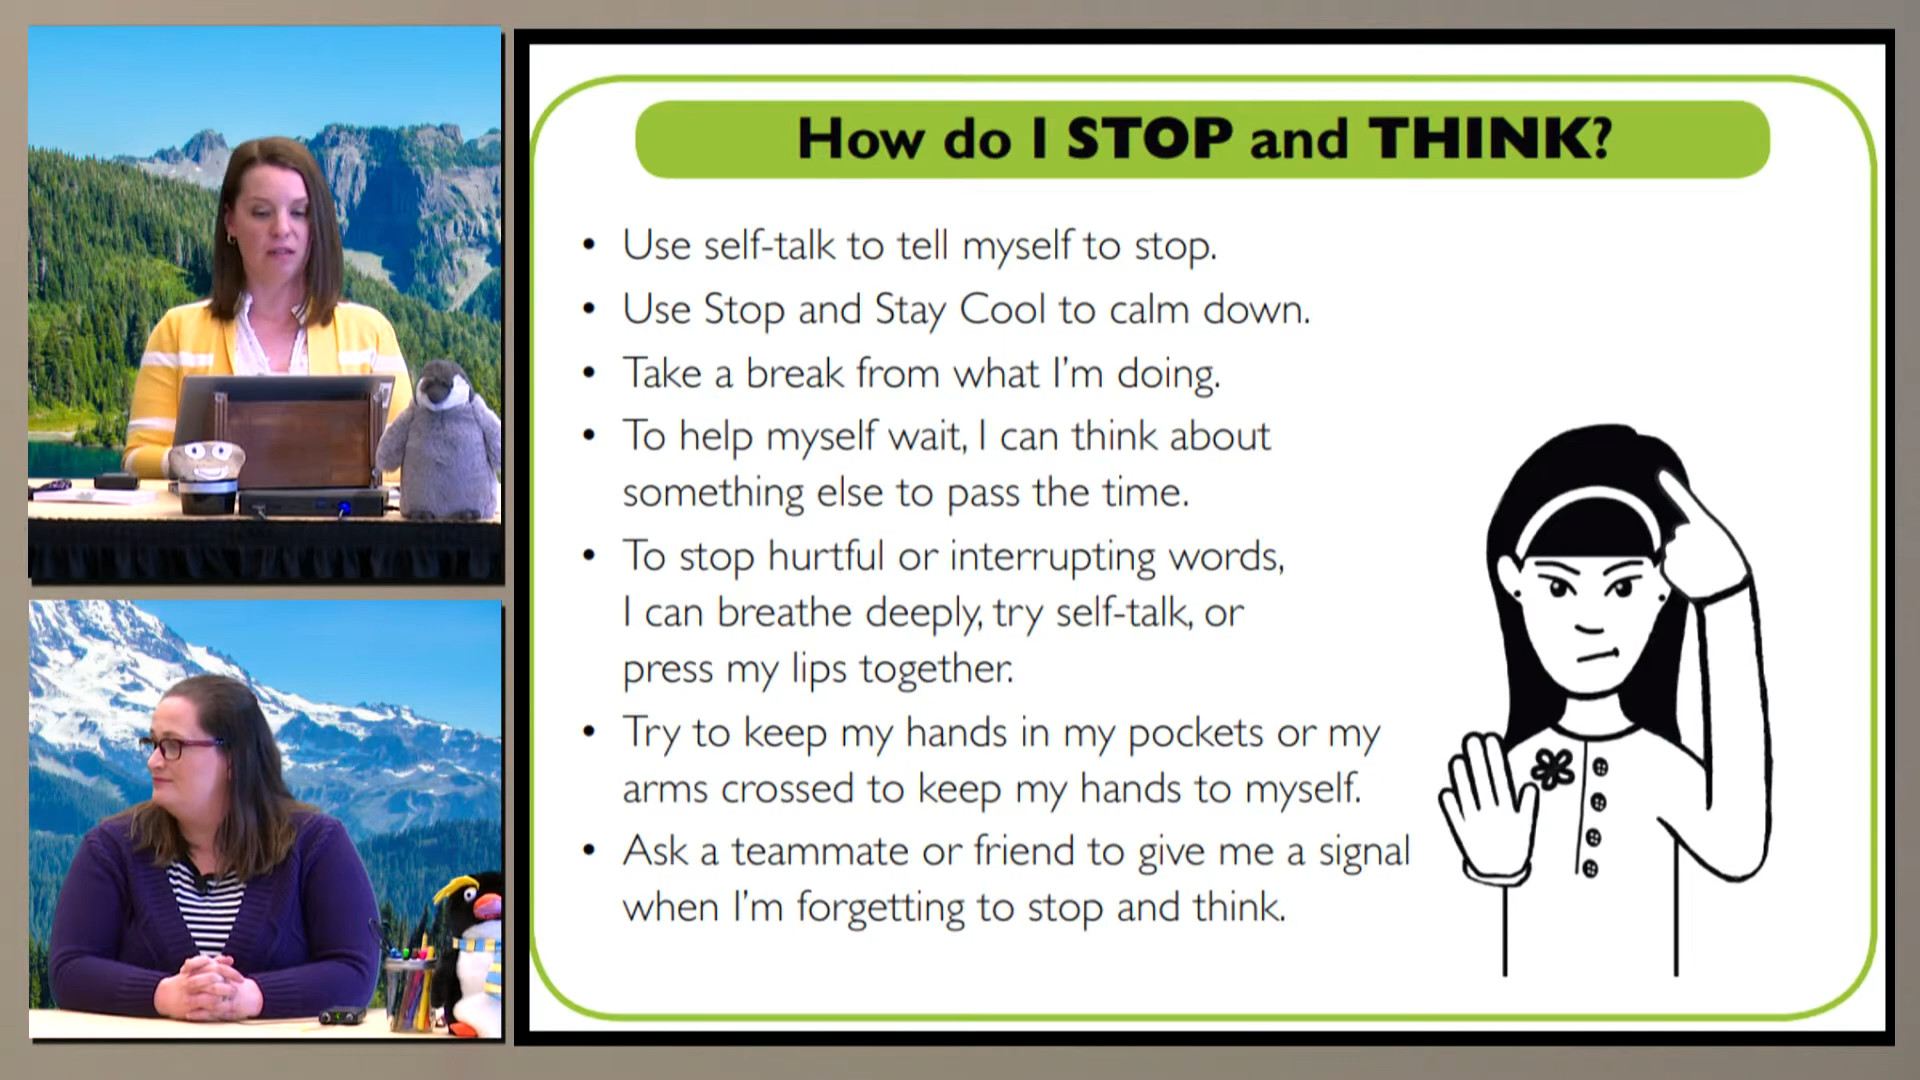 How do I STOP and THINK?
• Use self-talk to tell myself to stop.
• Use Stop and Stay Cool to calm down.
• Take a break from what I'm doing.
• To help myself wait, I can think about
something else to pass the time.
• To stop hurtful or interrupting words,
I can breathe deeply, try self-talk, or
press my lips together.
• Try to keep my hands in my pockets or my
arms crossed to keep my hands to myself.
• Ask a teammate or friend to give me a signal
when I'm forgetting to stop and think.